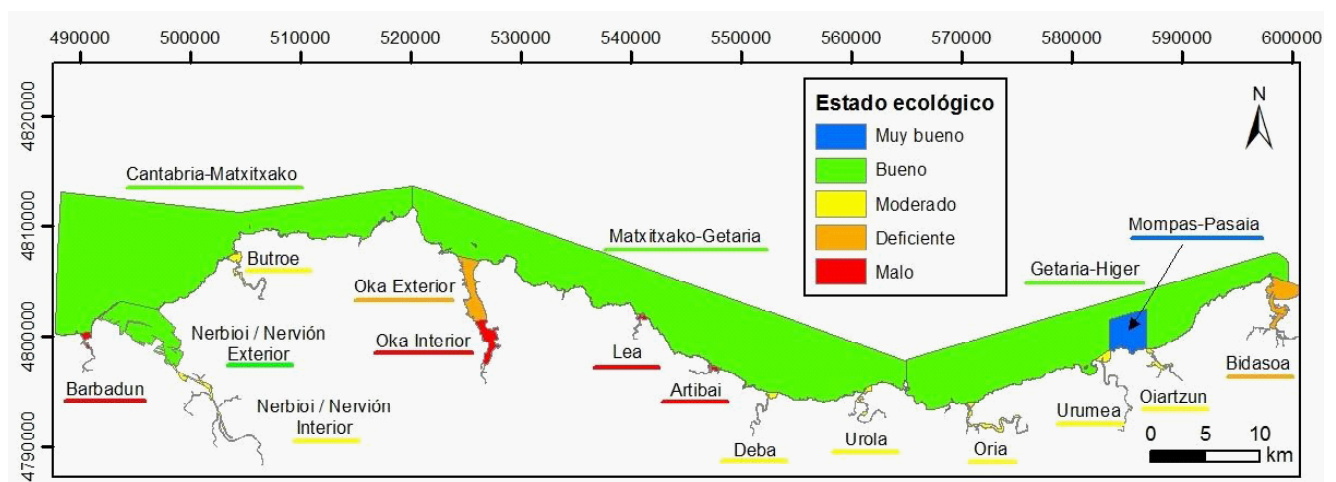 490000 500000 510000 520000 530000 540000 550000 560000 570000 580000 590000 600000
4820000
4810000
4800000
4790000
Estado ecológico
Muy bueno
Bueno
Moderado
Deficiente
Malo
N
Cantabria-Matxitxako
Butroe
Matxitxako-Getaria
Mompas-Pasaia
Getaria-Higer
Oka Exterior
Oka Interior
Nerbioi / Nervión
Exterior
Barbadun
Nerbioi / Nervión
Interior
Lea
Artibai
Deba
Urola
Oria
Urumea
Oiartzun
Bidasoa
0 5 10
km